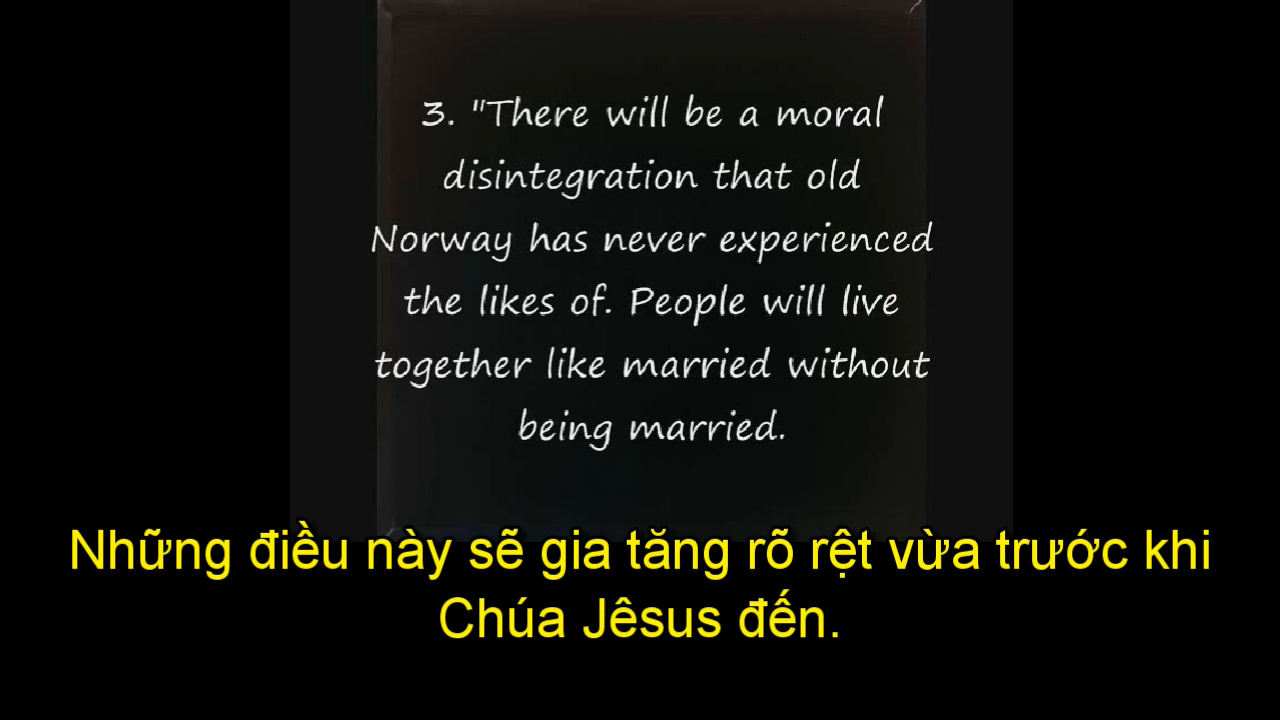 3. "There will be a moral
disintegration that old
Norway has never experienced
the likes of. People will live
together like married without
being married.
Những điều này sẽ gia tăng rõ rệt vừa trước khi
Chúa Jêsus đến.